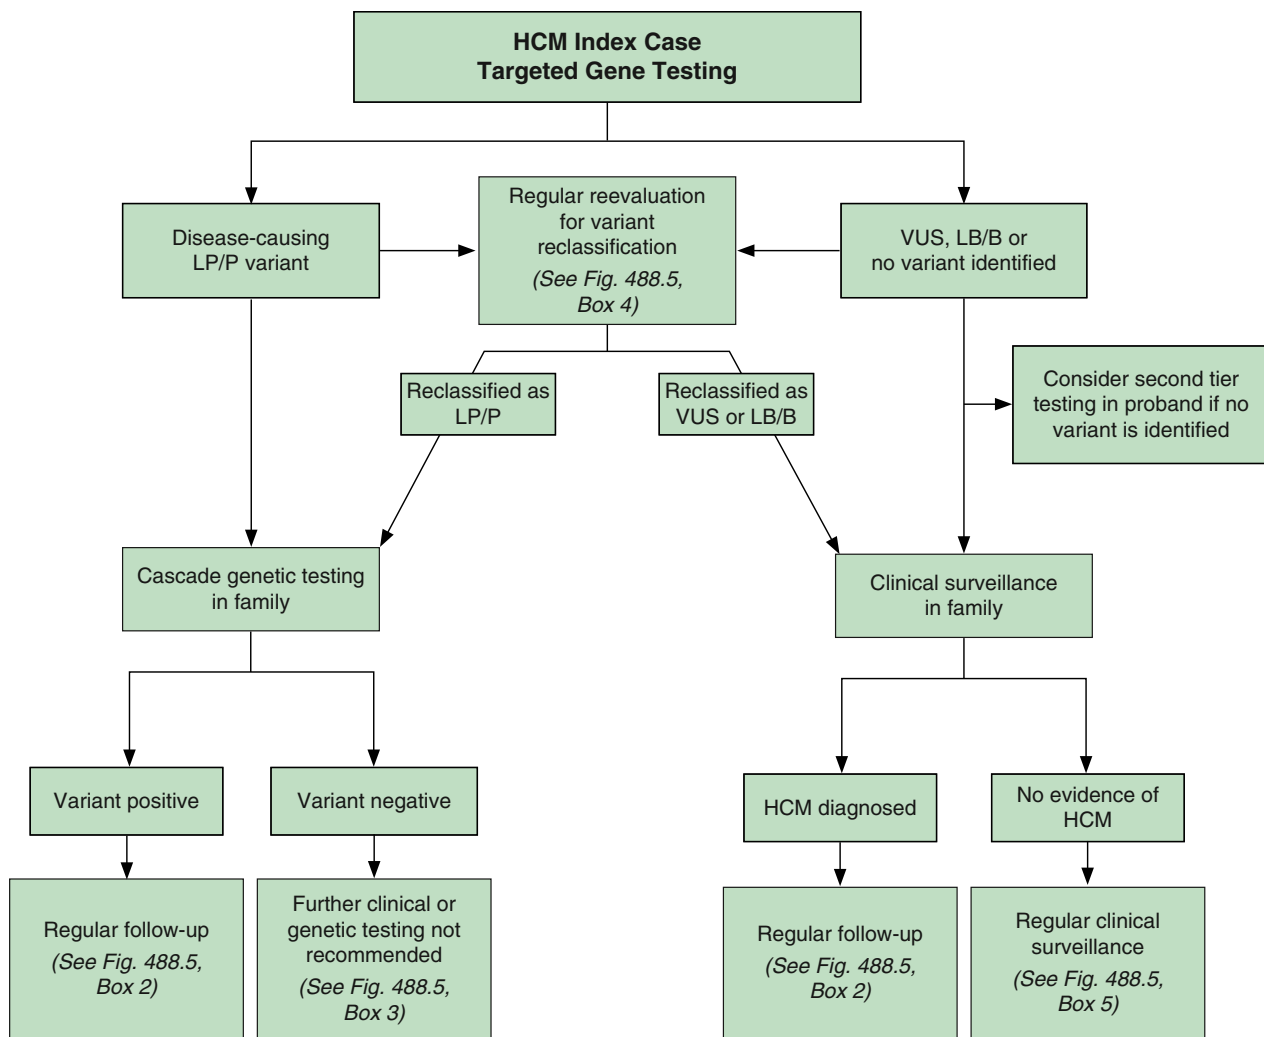 HCM Index Case
Targeted Gene Testing
Disease-causing
LP/P variant
Regular reevaluation
for variant
reclassification
(See Fig. 488.5,
Box 4)
VUS, LB/B or
no variant identified
Reclassified as
LP/P
Reclassified as
VUS or LB/B
Consider second tier
testing in proband if no
variant is identified
Cascade genetic testing
in family
Clinical surveillance
in family
Variant positive
Variant negative
HCM diagnosed
No evidence of
HCM
Regular follow-up
(See Fig. 488.5,
Box 2)
Further clinical or
genetic testing not
recommended
(See Fig. 488.5,
Box 3)
Regular follow-up
(See Fig. 488.5,
Box 2)
Regular clinical
surveillance
(See Fig. 488.5,
Box 5)